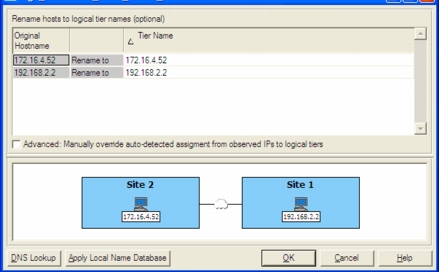 Rename hosts to logical tier names (optional)
Original Hostname Tier Name
172.16.4.52 Rename to 172.16.4.52
192.168.2.2 Rename to 192.168.2.2
Advanced: Manually override auto-detected assigment from observed IPs to logical tiers
Site 2 Site 1
172.16.4.52 192.168.2.2
DNS Lookup Apply Local Name Database OK Cancel Help